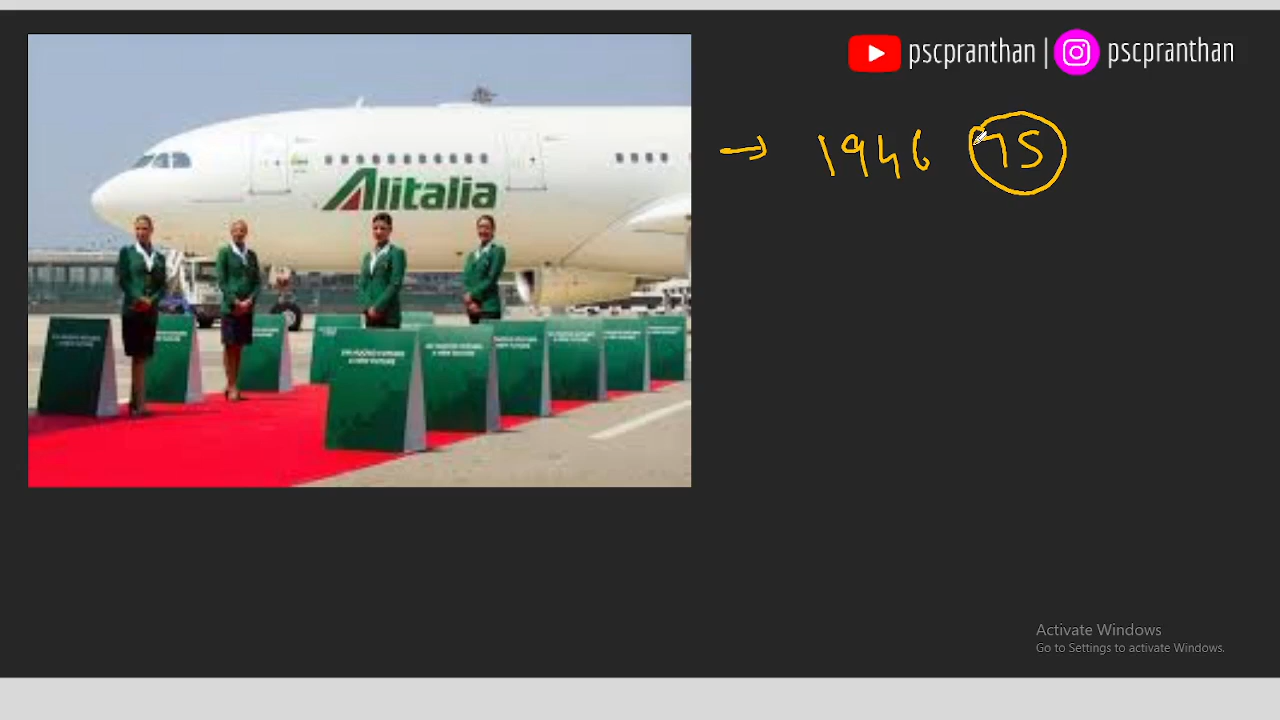 pscpranthan | pscpranthan
→ 1946 75
Alitalia
Activate Windows
Go to Settings to activate Windows.